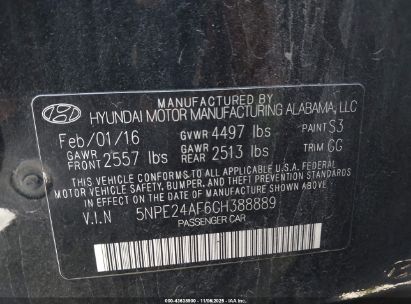 MANUFACTURED BY
HYUNDAI MOTOR MANUFACTURING ALABAMA, LLC
Feb/01/16 GVWR 4497 lbs PAINT S3
GAWR FRONT 2557 lbs GAWR REAR 2513 lbs TRIM GG
THIS VEHICLE CONFORMS TO ALL APPLICABLE U.S.A. FEDERAL
MOTOR VEHICLE SAFETY, BUMPER, AND THEFT PREVENTION
STANDARDS IN EFFECT ON THE DATE OF MANUFACTURE SHOWN ABOVE.
V.I.N 5NPE24AF6GH388889
PASSENGER CAR